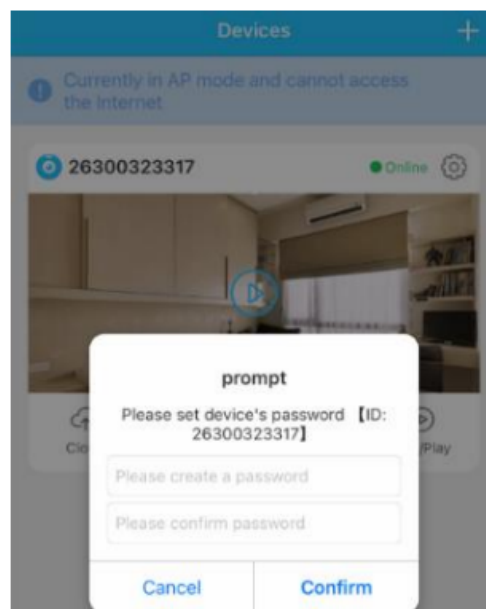 Devices
Currently in AP mode and cannot access
the internet
26300323317
Online
prompt
Please set device's password 【ID:
26300323317】
Please create a password
Please confirm password
/Play
Cancel
Confirm